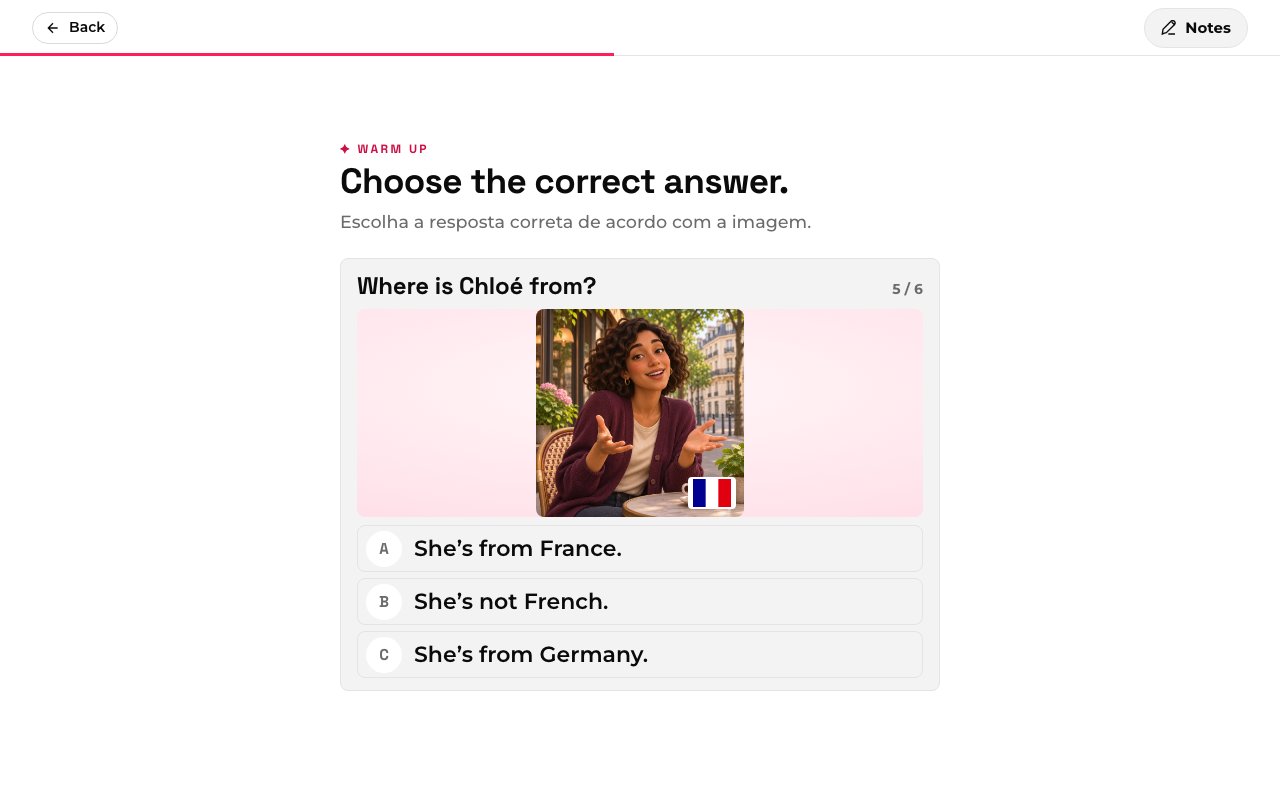 Back
Notes
WARM UP
Choose the correct answer.
Escolha a resposta correta de acordo com a imagem.
Where is Chloé from?
5 / 6
A She’s from France.
B She’s not French.
C She’s from Germany.